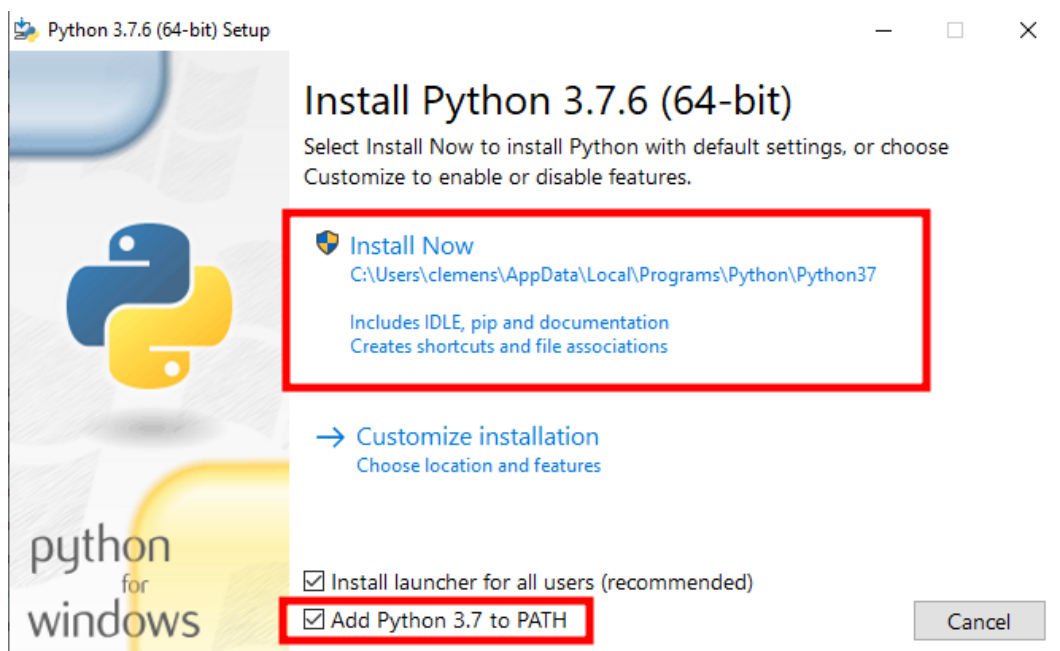 Python 3.7.6 (64-bit) Setup
Install Python 3.7.6 (64-bit)
Select Install Now to install Python with default settings, or choose
Customize to enable or disable features.
Install Now
C:\Users\clemens\AppData\Local\Programs\Python\Python37
Includes IDLE, pip and documentation
Creates shortcuts and file associations
Customize installation
Choose location and features
python
for
windows
Install launcher for all users (recommended)
Add Python 3.7 to PATH
Cancel